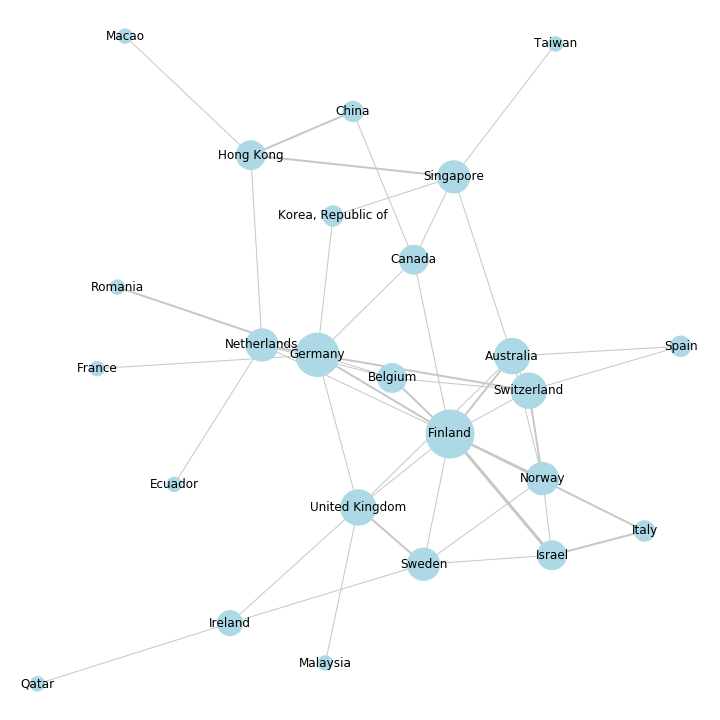 Macao
Taiwan
China
Hong Kong
Singapore
Korea, Republic of
Canada
Romania
Netherlands
Germany
Spain
Australia
France
Belgium
Switzerland
Finland
Norway
Ecuador
United Kingdom
Italy
Israel
Sweden
Ireland
Malaysia
Qatar